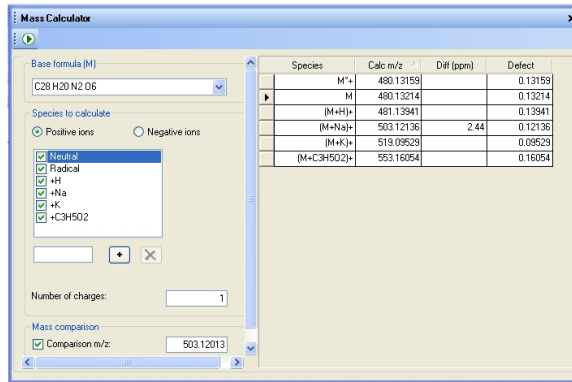 Mass Calculator
Base formula (M)
C28 H20 N2 O6
Species to calculate
Positive ions Negative ions
Neutral
Radical
+H
+Na
+K
+C3H5O2
+
Number of charges: 1
Mass comparison
Comparison m/z: 503.12013
Species Calc m/z Diff (ppm) Defect
M"+ 480.13159 0.13159
M 480.13214 0.13214
(M+H)+ 481.13941 0.13941
(M+Na)+ 503.12136 2.44 0.12136
(M+K)+ 519.09529 0.09529
(M+C3H5O2)+ 553.16054 0.16054